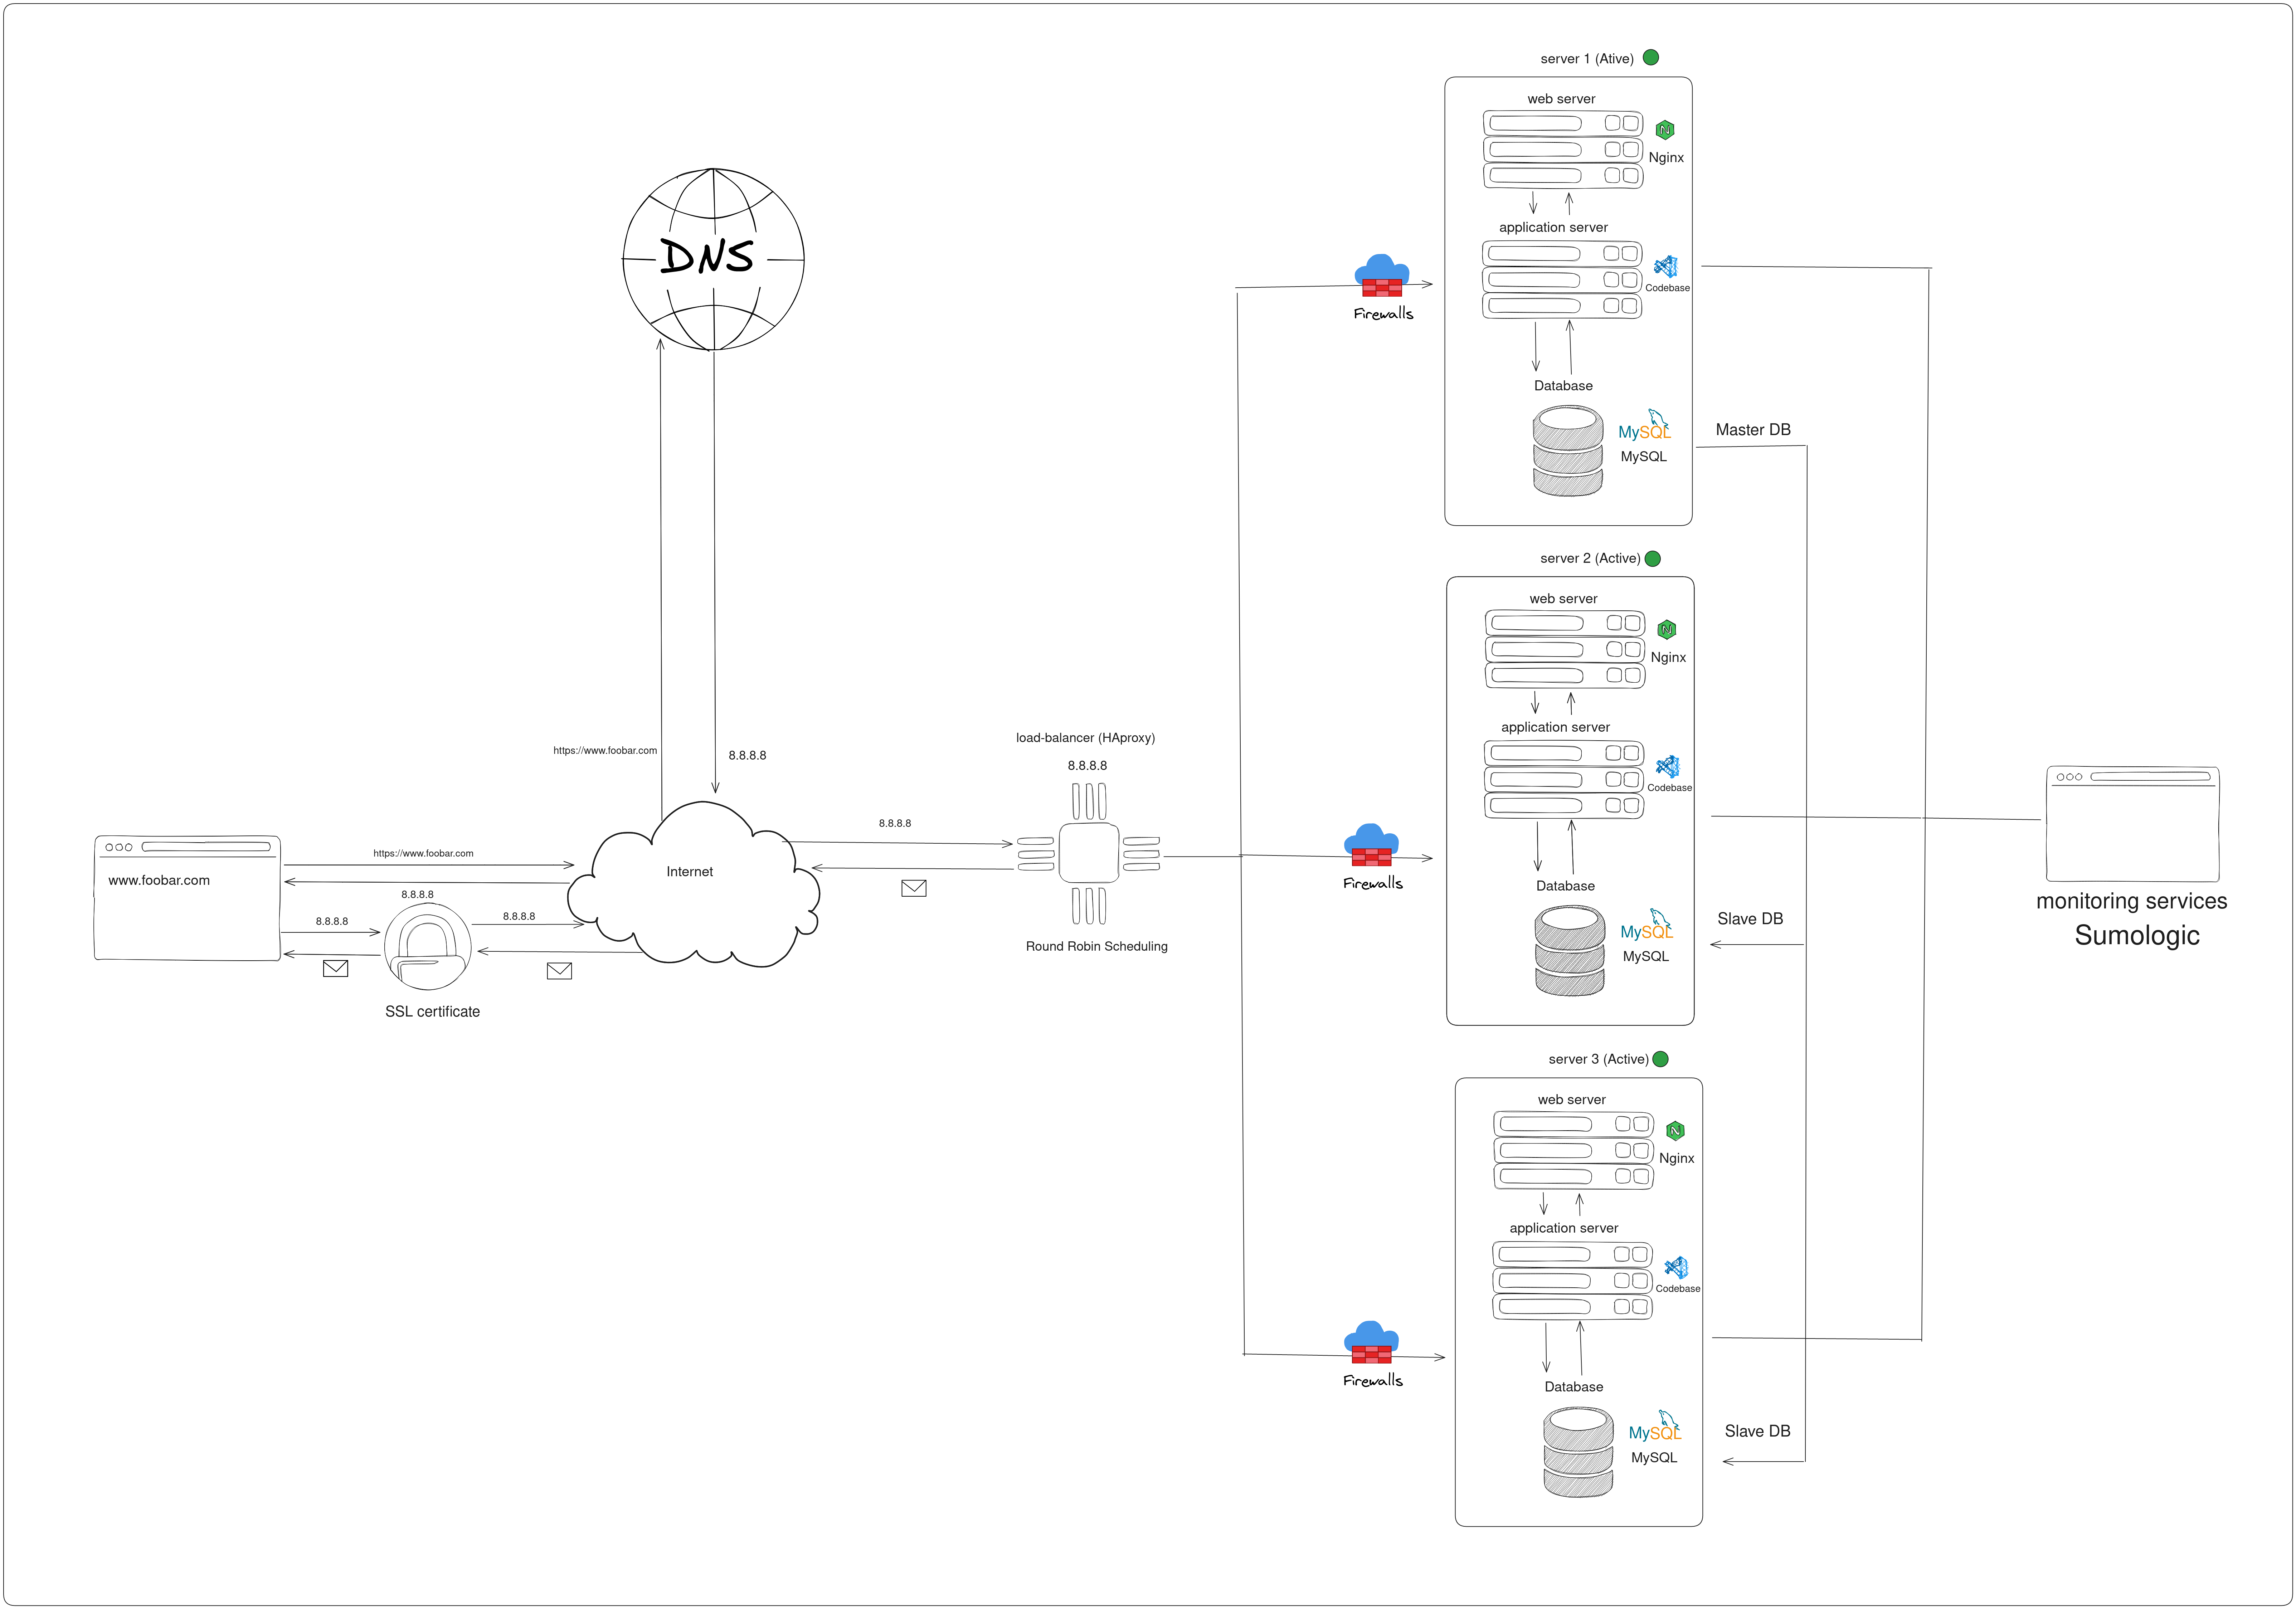 DNS
https://www.foobar.com
8.8.8.8
www.foobar.com
https://www.foobar.com
8.8.8.8
8.8.8.8
8.8.8.8
SSL certificate
Internet
8.8.8.8
load-balancer (HAproxy)
8.8.8.8
Round Robin Scheduling
Firewalls
Firewalls
Firewalls
server 1 (Ative)
web server
Nginx
application server
Codebase
Database
MySQL
MySQL
Master DB
server 2 (Active)
web server
Nginx
application server
Codebase
Database
MySQL
MySQL
Slave DB
server 3 (Active)
web server
Nginx
application server
Codebase
Database
MySQL
MySQL
Slave DB
monitoring services
Sumologic